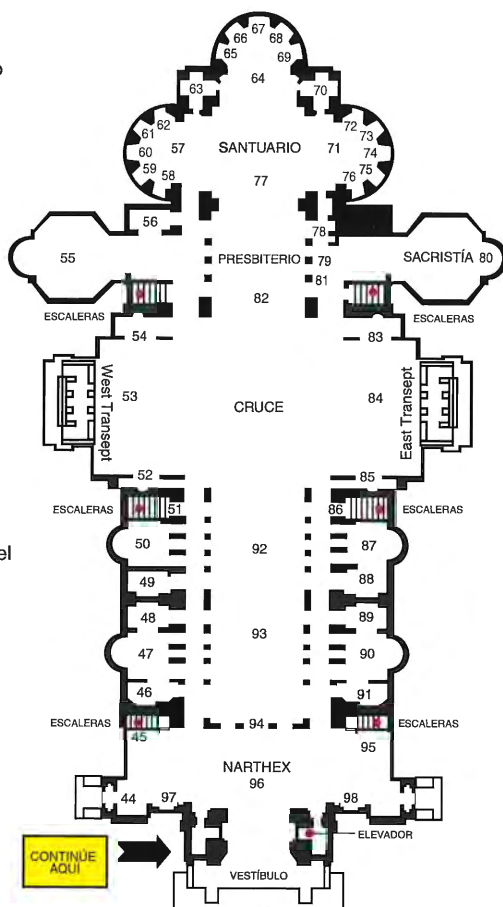 67
66 68
65 69
o
64
63 70
62 72
61 73
57 SANTUARIO 71
60 74
59 75
58 77 76
56
78
55 PRESBITERIO 79 SACRISTÍA 80
81
82
ESCALERAS ESCALERAS
54 83
West Transept 53 84 East Transept
CRUCE
52 85
ESCALERAS 51 86 ESCALERAS
50 92 87
el
49 88
48 89
93
47 90
46 91
ESCALERAS 94 ESCALERAS
45 95
NARTHEX
96
44 97 98
ELEVADOR
CONTINÚE
AQUÍ
VESTÍBULO